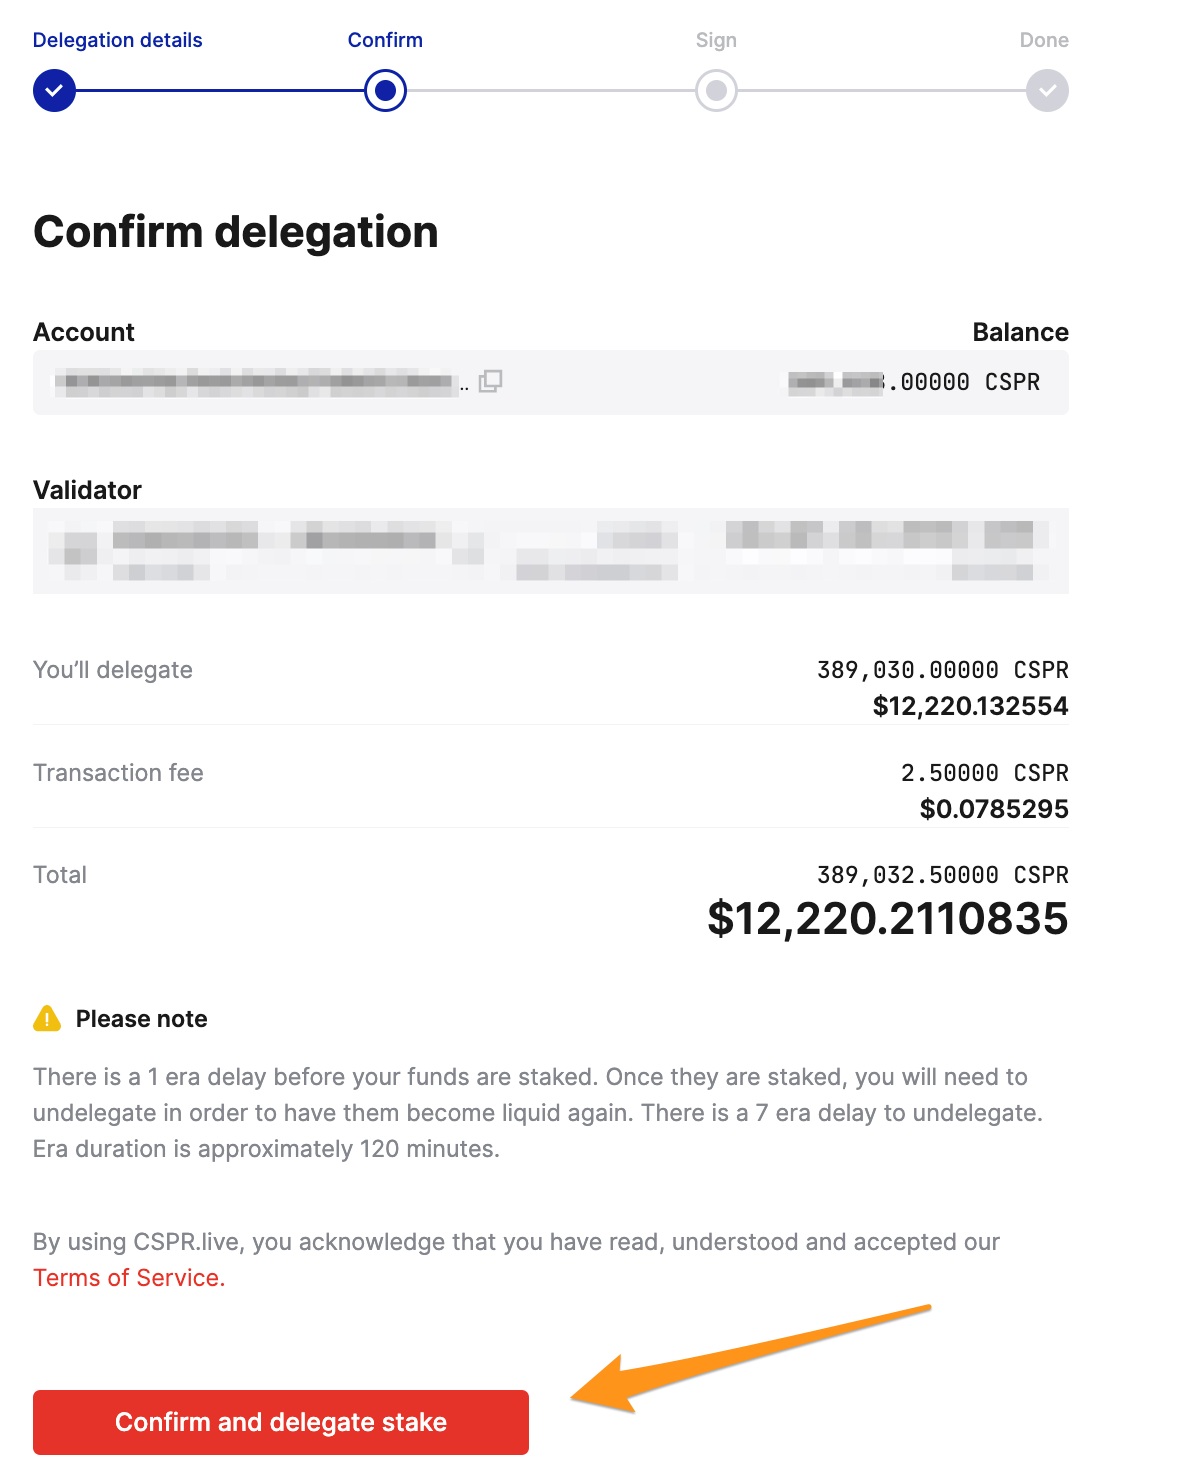 Delegation details Confirm Sign Done
Confirm delegation
Account Balance
.. .00000 CSPR
Validator
You’ll delegate 389,030.00000 CSPR
$12,220.132554
Transaction fee 2.50000 CSPR
$0.0785295
Total 389,032.50000 CSPR
$12,220.2110835
Please note
There is a 1 era delay before your funds are staked. Once they are staked, you will need to
undelegate in order to have them become liquid again. There is a 7 era delay to undelegate.
Era duration is approximately 120 minutes.
By using CSPR.live, you acknowledge that you have read, understood and accepted our
Terms of Service.
Confirm and delegate stake